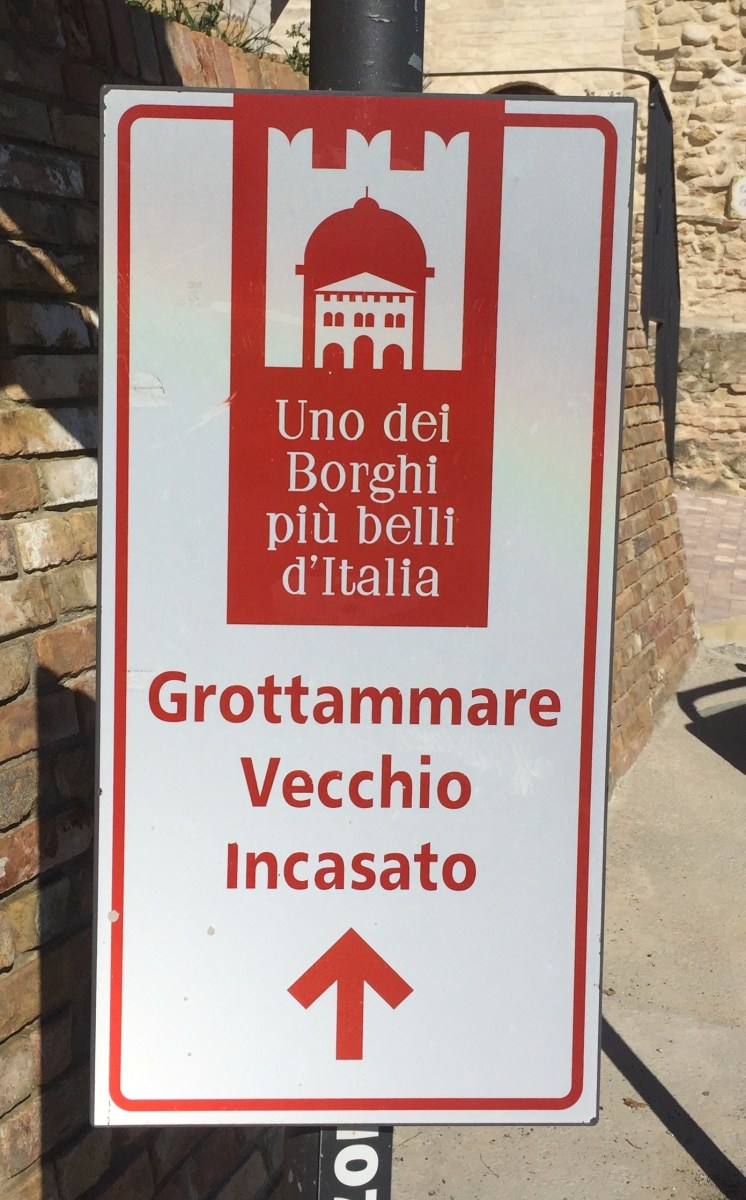 Uno dei
Borghi
più belli
d'Italia
Grottammare
Vecchio
Incasato